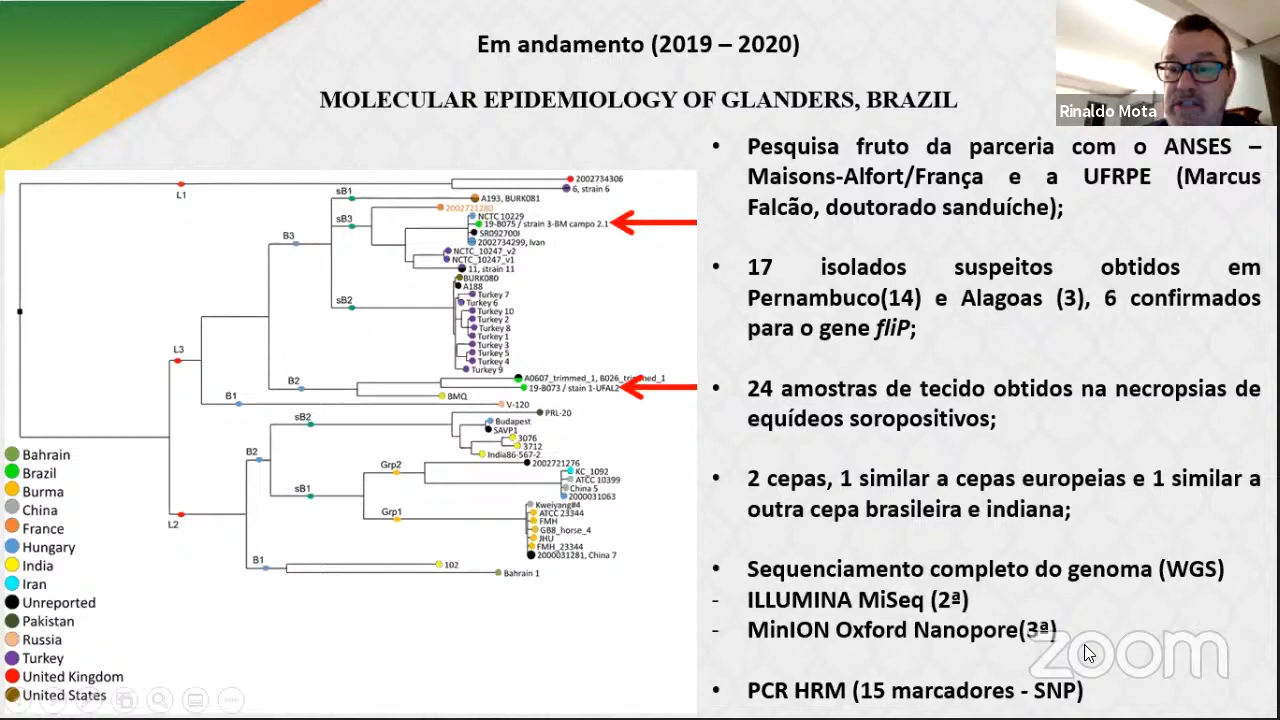 Em andamento (2019 – 2020)
MOLECULAR EPIDEMIOLOGY OF GLANDERS, BRAZIL
Rinaldo Mota
• Pesquisa fruto da parceria com o ANSES –
Maisons-Alfort/França e a UFRPE (Marcus
Falcão, doutorado sanduíche);
• 17 isolados suspeitos obtidos em
Pernambuco(14) e Alagoas (3), 6 confirmados
para o gene fliP;
• 24 amostras de tecido obtidos na necropsias de
equídeos soropositivos;
• 2 cepas, 1 similar a cepas europeias e 1 similar a
outra cepa brasileira e indiana;
• Sequenciamento completo do genoma (WGS)
- ILLUMINA MiSeq (2ª)
- MinION Oxford Nanopore(3ª)
• PCR HRM (15 marcadores - SNP)
zoom
L1
2002734306
6, strain 6
sB1
A193, BURK081
2002721280
sB3
NCTC 10229
19-B075 / strain 3-BM campo 2.1
SR092700I
2002734299, Ivan
B3
NCTC_10247_v2
NCTC_10247_v1
11, strain 11
BURK080
A188
sB2
Turkey 7
Turkey 6
Turkey 10
Turkey 2
Turkey 8
Turkey 1
Turkey 3
Turkey 5
Turkey 4
Turkey 9
L3
B2
A0607_trimmed_1, B026_trimmed_1
19-B073 / stain 1-UFAL2
BMQ
B1
V-120
sB2
PRL-20
Budapest
SAVP1
3076
3712
India86-567-2
B2
2002721276
Grp2
KC_1092
ATCC 10399
China 5
2000031063
sB1
Kweiyang#4
Grp1
ATCC 23344
FMH
GB8_horse_4
JHU
FMH_23344
2000031281, China 7
L2
B1
102
Bahrain 1
Bahrain
Brazil
Burma
China
France
Hungary
India
Iran
Unreported
Pakistan
Russia
Turkey
United Kingdom
United States